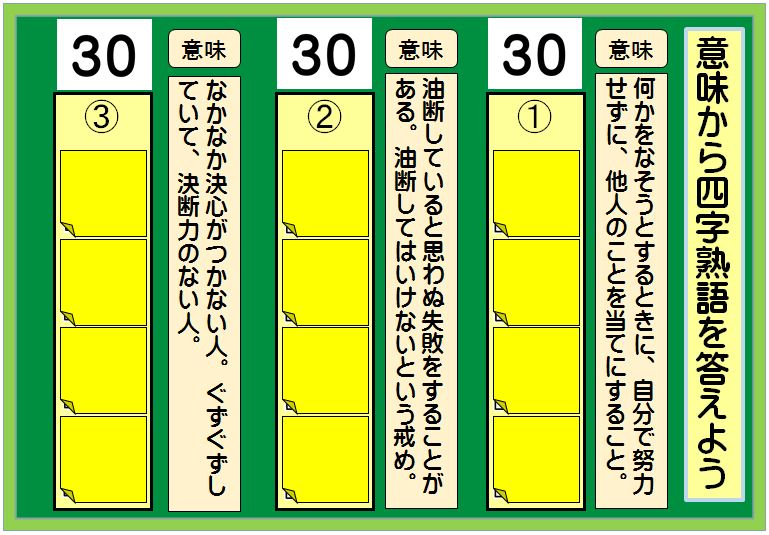 意味から四字熟語を答えよう
意味
何かをなそうとするときに、自分で努力
せずに、他人のことを当てにすること。
30
①
意味
油断していると思わぬ失敗をすることが
ある。油断してはいけないという戒め。
30
②
意味
なかなか決心がつかない人。ぐずぐずし
ていて、決断力のない人。
30
③